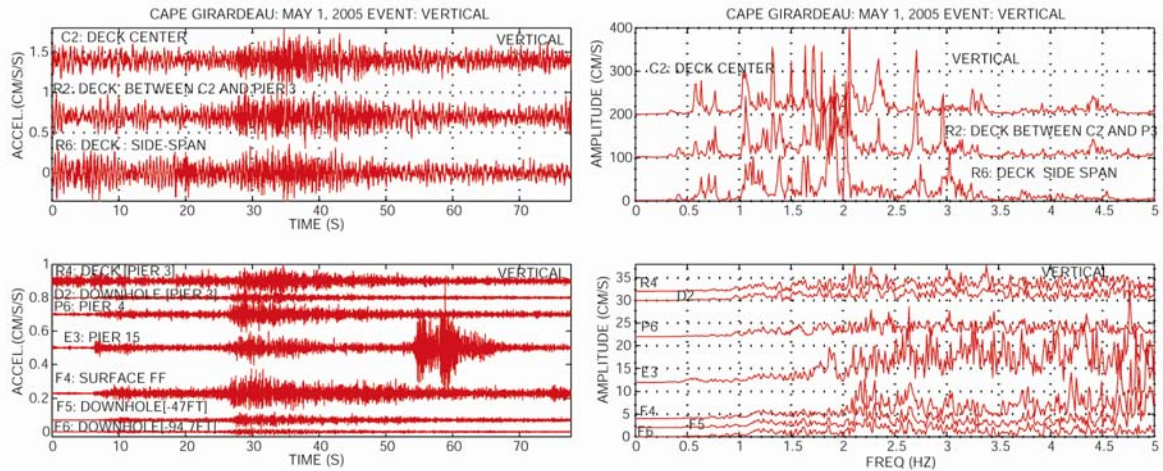 CAPE GIRARDEAU: MAY 1, 2005 EVENT: VERTICAL
C2: DECK CENTER
VERTICAL
R2: DECK BETWEEN C2 AND PIER 3
R6: DECK : SIDE-SPAN
ACCEL.(CM/S/S)
1.5
1
0.5
0
0 10 20 30 40 50 60 70
TIME (S)
CAPE GIRARDEAU: MAY 1, 2005 EVENT: VERTICAL
C2: DECK CENTER
VERTICAL
R2: DECK BETWEEN C2 AND P3
R6: DECK SIDE SPAN
AMPLITUDE (CM/S)
400
300
200
100
0
0 0.5 1 1.5 2 2.5 3 3.5 4 4.5 5
R4: DECK [PIER 3]
VERTICAL
D2: DOWNHOLE [PIER 3]
P6: PIER 4
E3: PIER 15
F4: SURFACE FF
F5: DOWNHOLE[-47FT]
F6: DOWNHOLE[-94.7FT]
ACCEL.(CM/S/S)
1
0.8
0.6
0.4
0.2
0
0 10 20 30 40 50 60 70
TIME (S)
VERTICAL
R4
D2
P6
E3
F4
F5
F6
AMPLITUDE (CM/S)
35
30
25
20
15
10
5
0
0 0.5 1 1.5 2 2.5 3 3.5 4 4.5 5
FREQ (HZ)